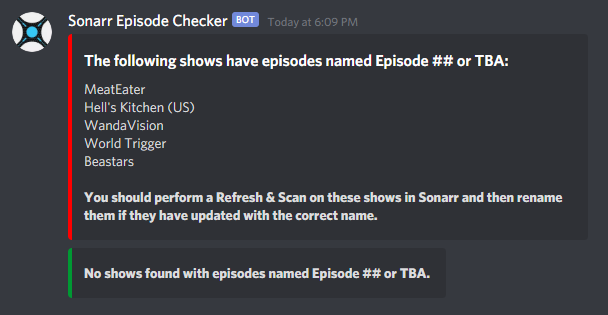 Sonarr Episode Checker BOT Today at 6:09 PM
The following shows have episodes named Episode ## or TBA:
MeatEater
Hell's Kitchen (US)
WandaVision
World Trigger
Beastars
You should perform a Refresh & Scan on these shows in Sonarr and then rename
them if they have updated with the correct name.
No shows found with episodes named Episode ## or TBA.